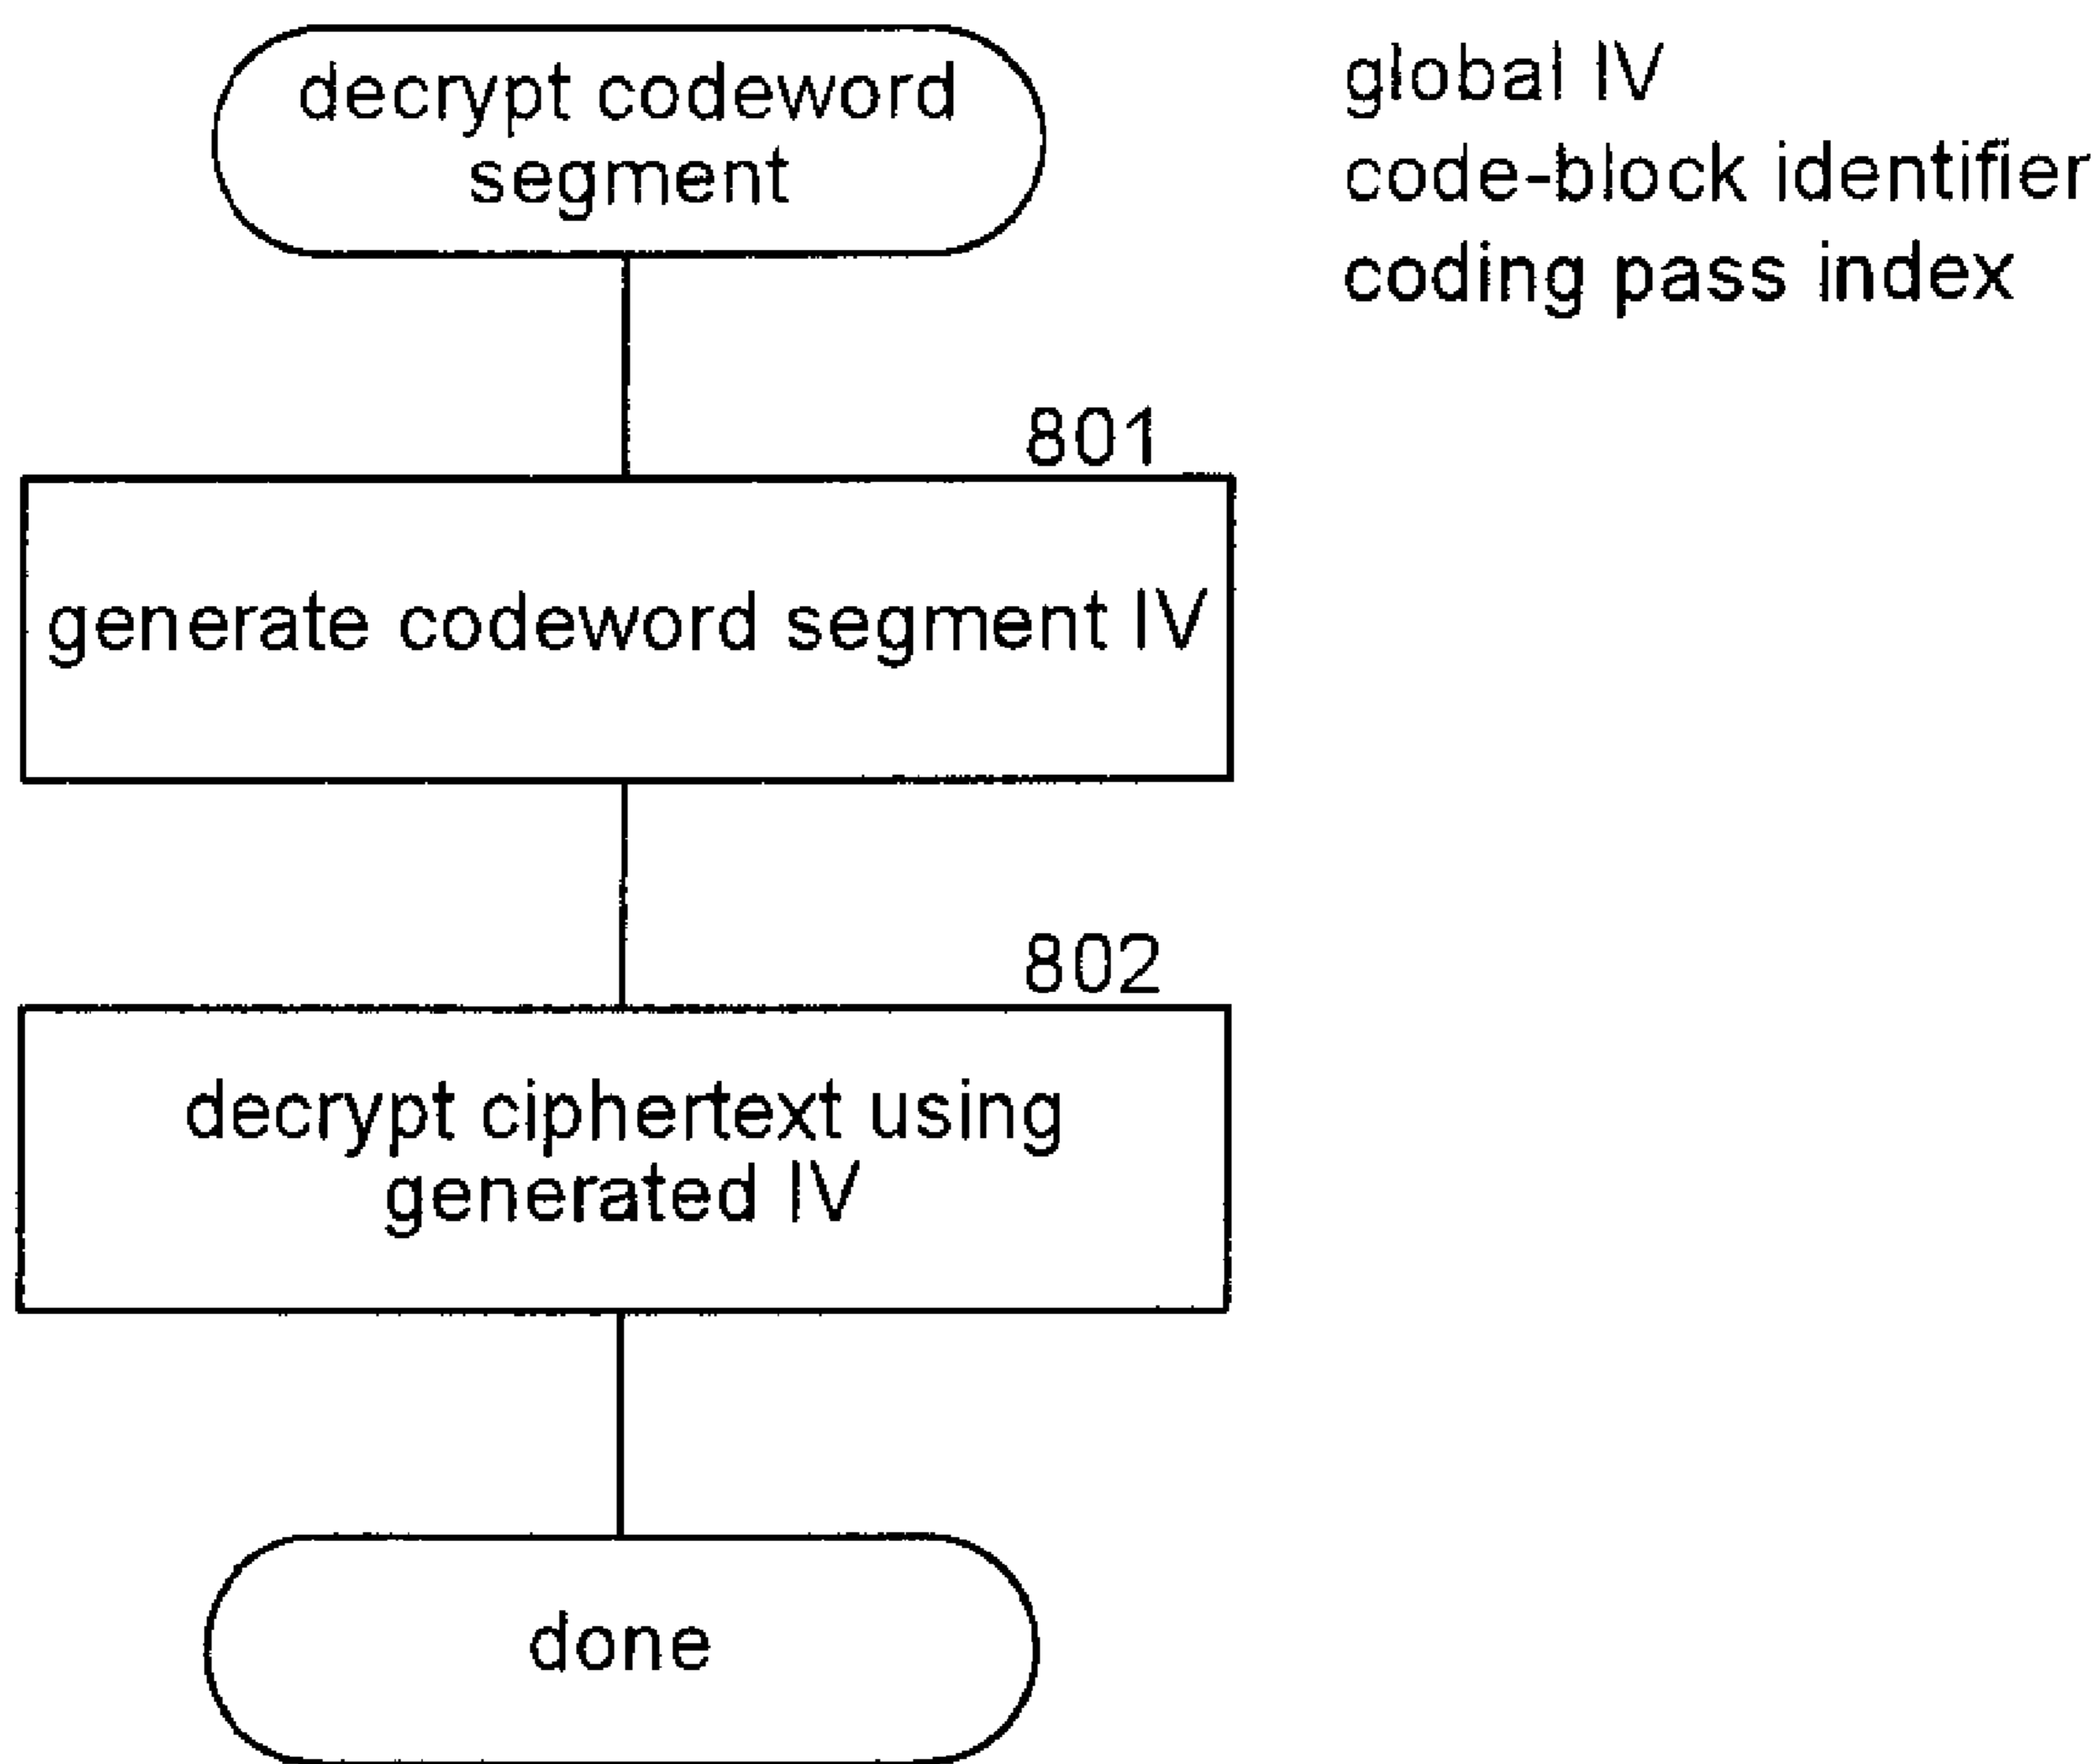 decrypt codeword
segment
global IV
code-block identifier
coding pass index
801
generate codeword segment IV
802
decrypt ciphertext using
generated IV
done